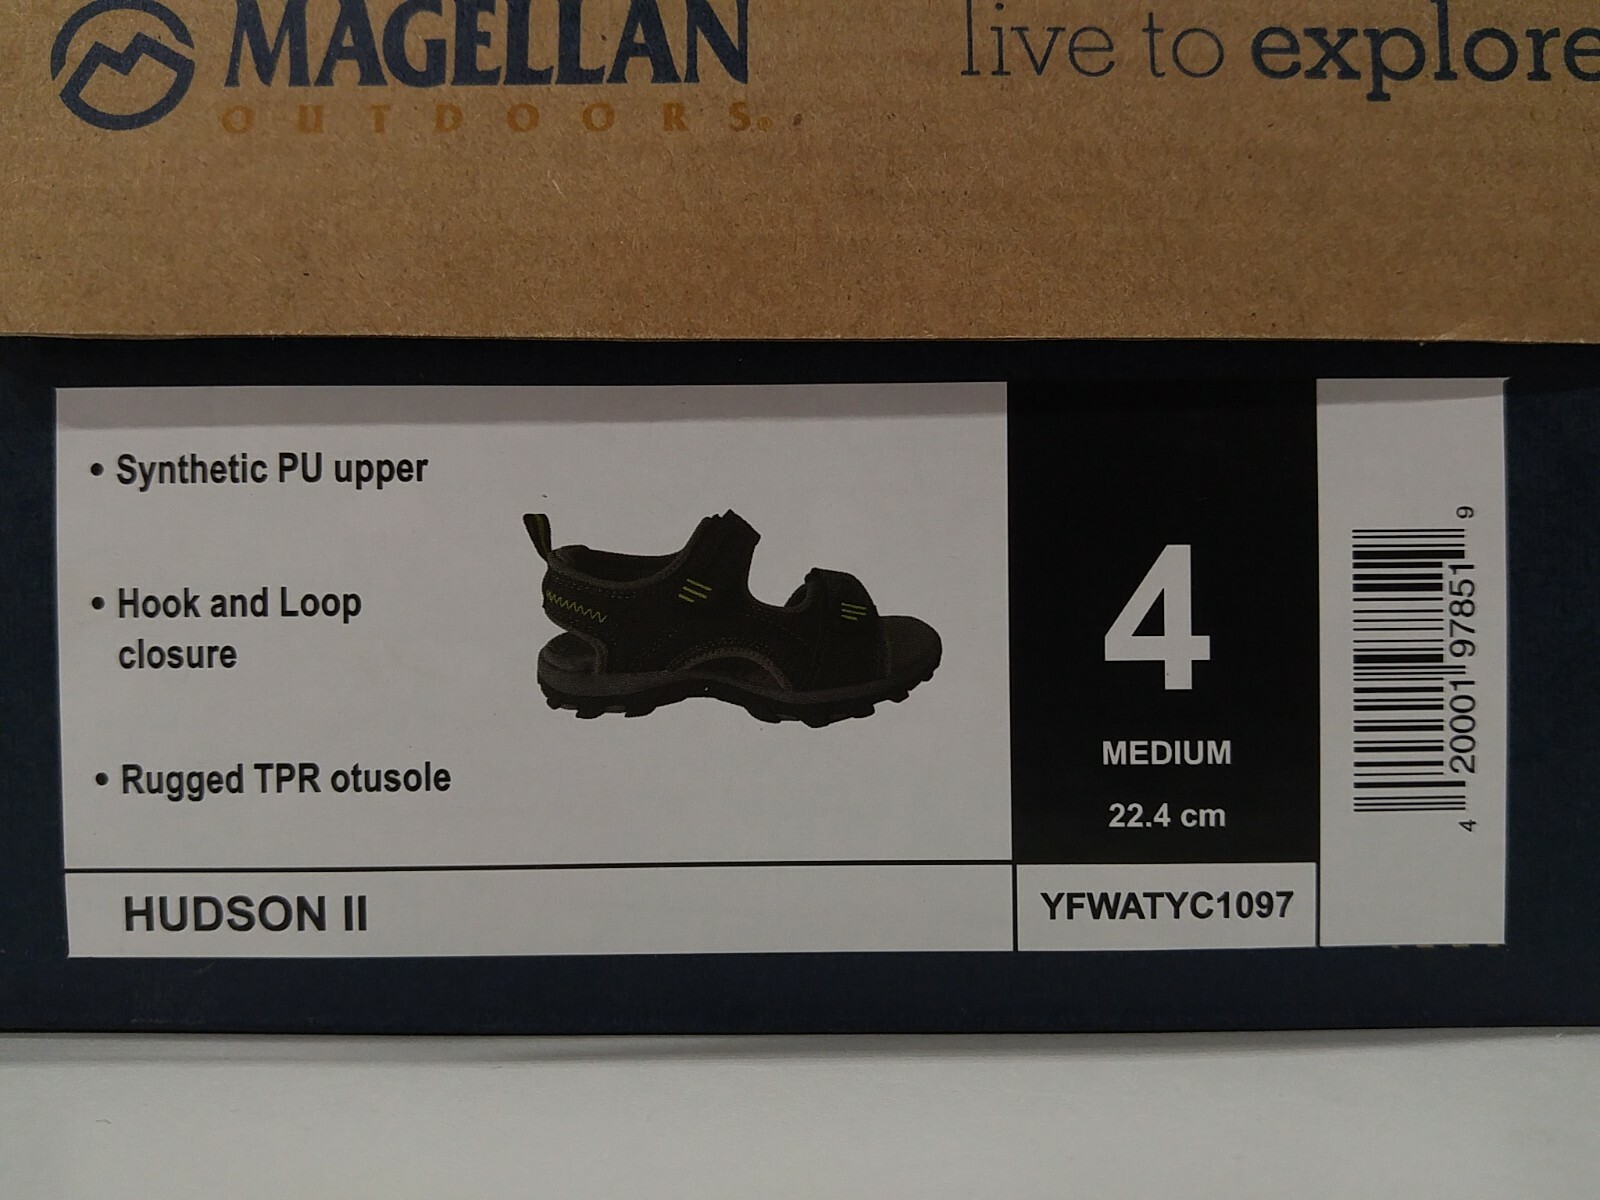 MAGELLAN
OUTDOORS®
live to explore
• Synthetic PU upper
• Hook and Loop
closure
• Rugged TPR otusole
HUDSON II
4
MEDIUM
22.4 cm
YFWATYC1097
4 20001 97851 9